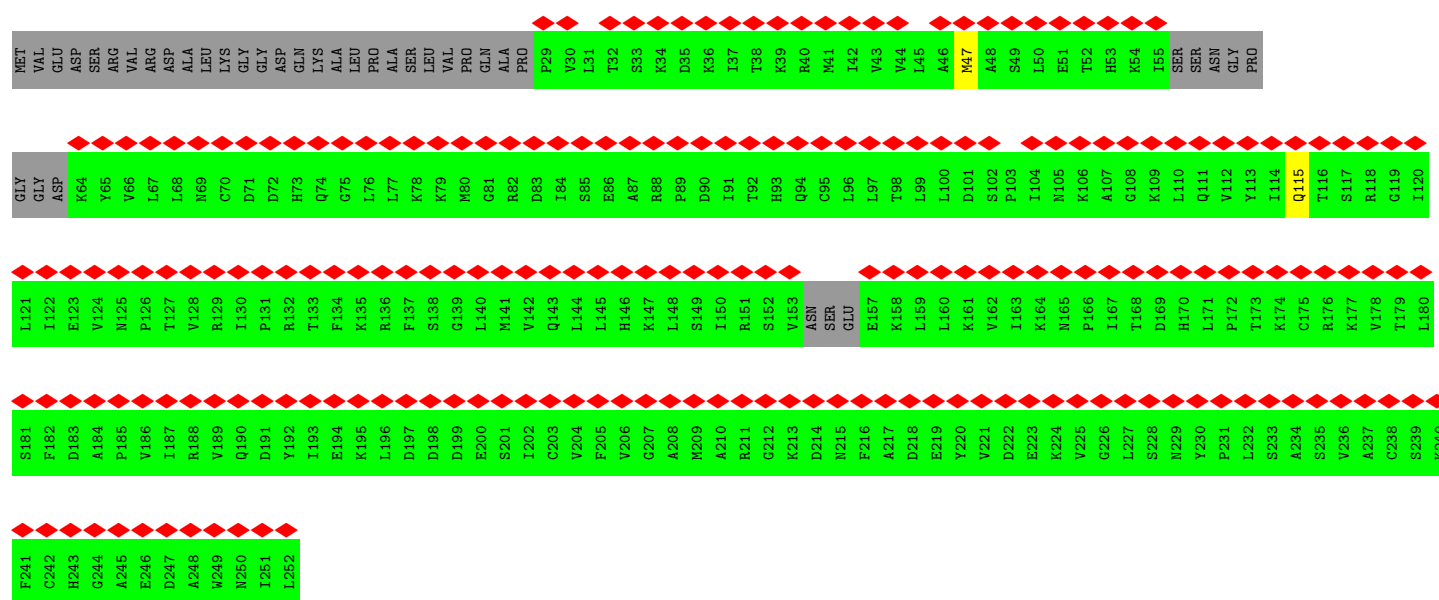 MET VAL GLU ASP SER ARG VAL ARG ASP ALA LEU LYS GLY GLY ASP GLN LYS ALA LEU PRO ALA SER LEU VAL PRO GLN ALA PRO P29 V30 L31 T32 S33 K34 D35 K36 I37 T38 K39 R40 M41 I42 V43 V44 L45 A46 M47 A48 S49 L50 E51 T52 H53 K54 I55 SER SER ASN GLY PRO
GLY GLY ASP K64 Y65 V66 L67 L68 N69 C70 D71 D72 H73 Q74 G75 L76 L77 K78 K79 M80 G81 R82 D83 I84 S85 E86 A87 R88 P89 D90 I91 T92 H93 Q94 C95 L96 L97 T98 L99 L100 D101 S102 P103 I104 N105 K106 A107 G108 K109 L110 Q111 V112 Y113 I114 Q115 T116 S117 R118 G119 I120
L121 I122 E123 V124 N125 P126 T127 V128 R129 I130 P131 R132 T133 F134 K135 R136 F137 S138 G139 L140 M141 V142 Q143 L144 L145 H146 K147 L148 S149 I150 R151 S152 V153 ASN SER GLU E157 K158 L159 L160 K161 V162 I163 K164 N165 P166 I167 T168 D169 H170 L171 P172 T173 K174 C175 R176 K177 V178 T179 L180
S181 F182 D183 A184 P185 V186 I187 R188 V189 Q190 D191 Y192 I193 E194 K195 L196 D197 D198 D199 E200 S201 I202 C203 V204 F205 V206 G207 A208 M209 A210 R211 G212 K213 D214 N215 F216 A217 D218 E219 Y220 V221 D222 E223 K224 V225 G226 L227 S228 N229 Y230 P231 L232 S233 A234 S235 V236 A237 C238 S239 K240
F241 C242 H243 G244 A245 E246 D247 A248 W249 N250 I251 L252